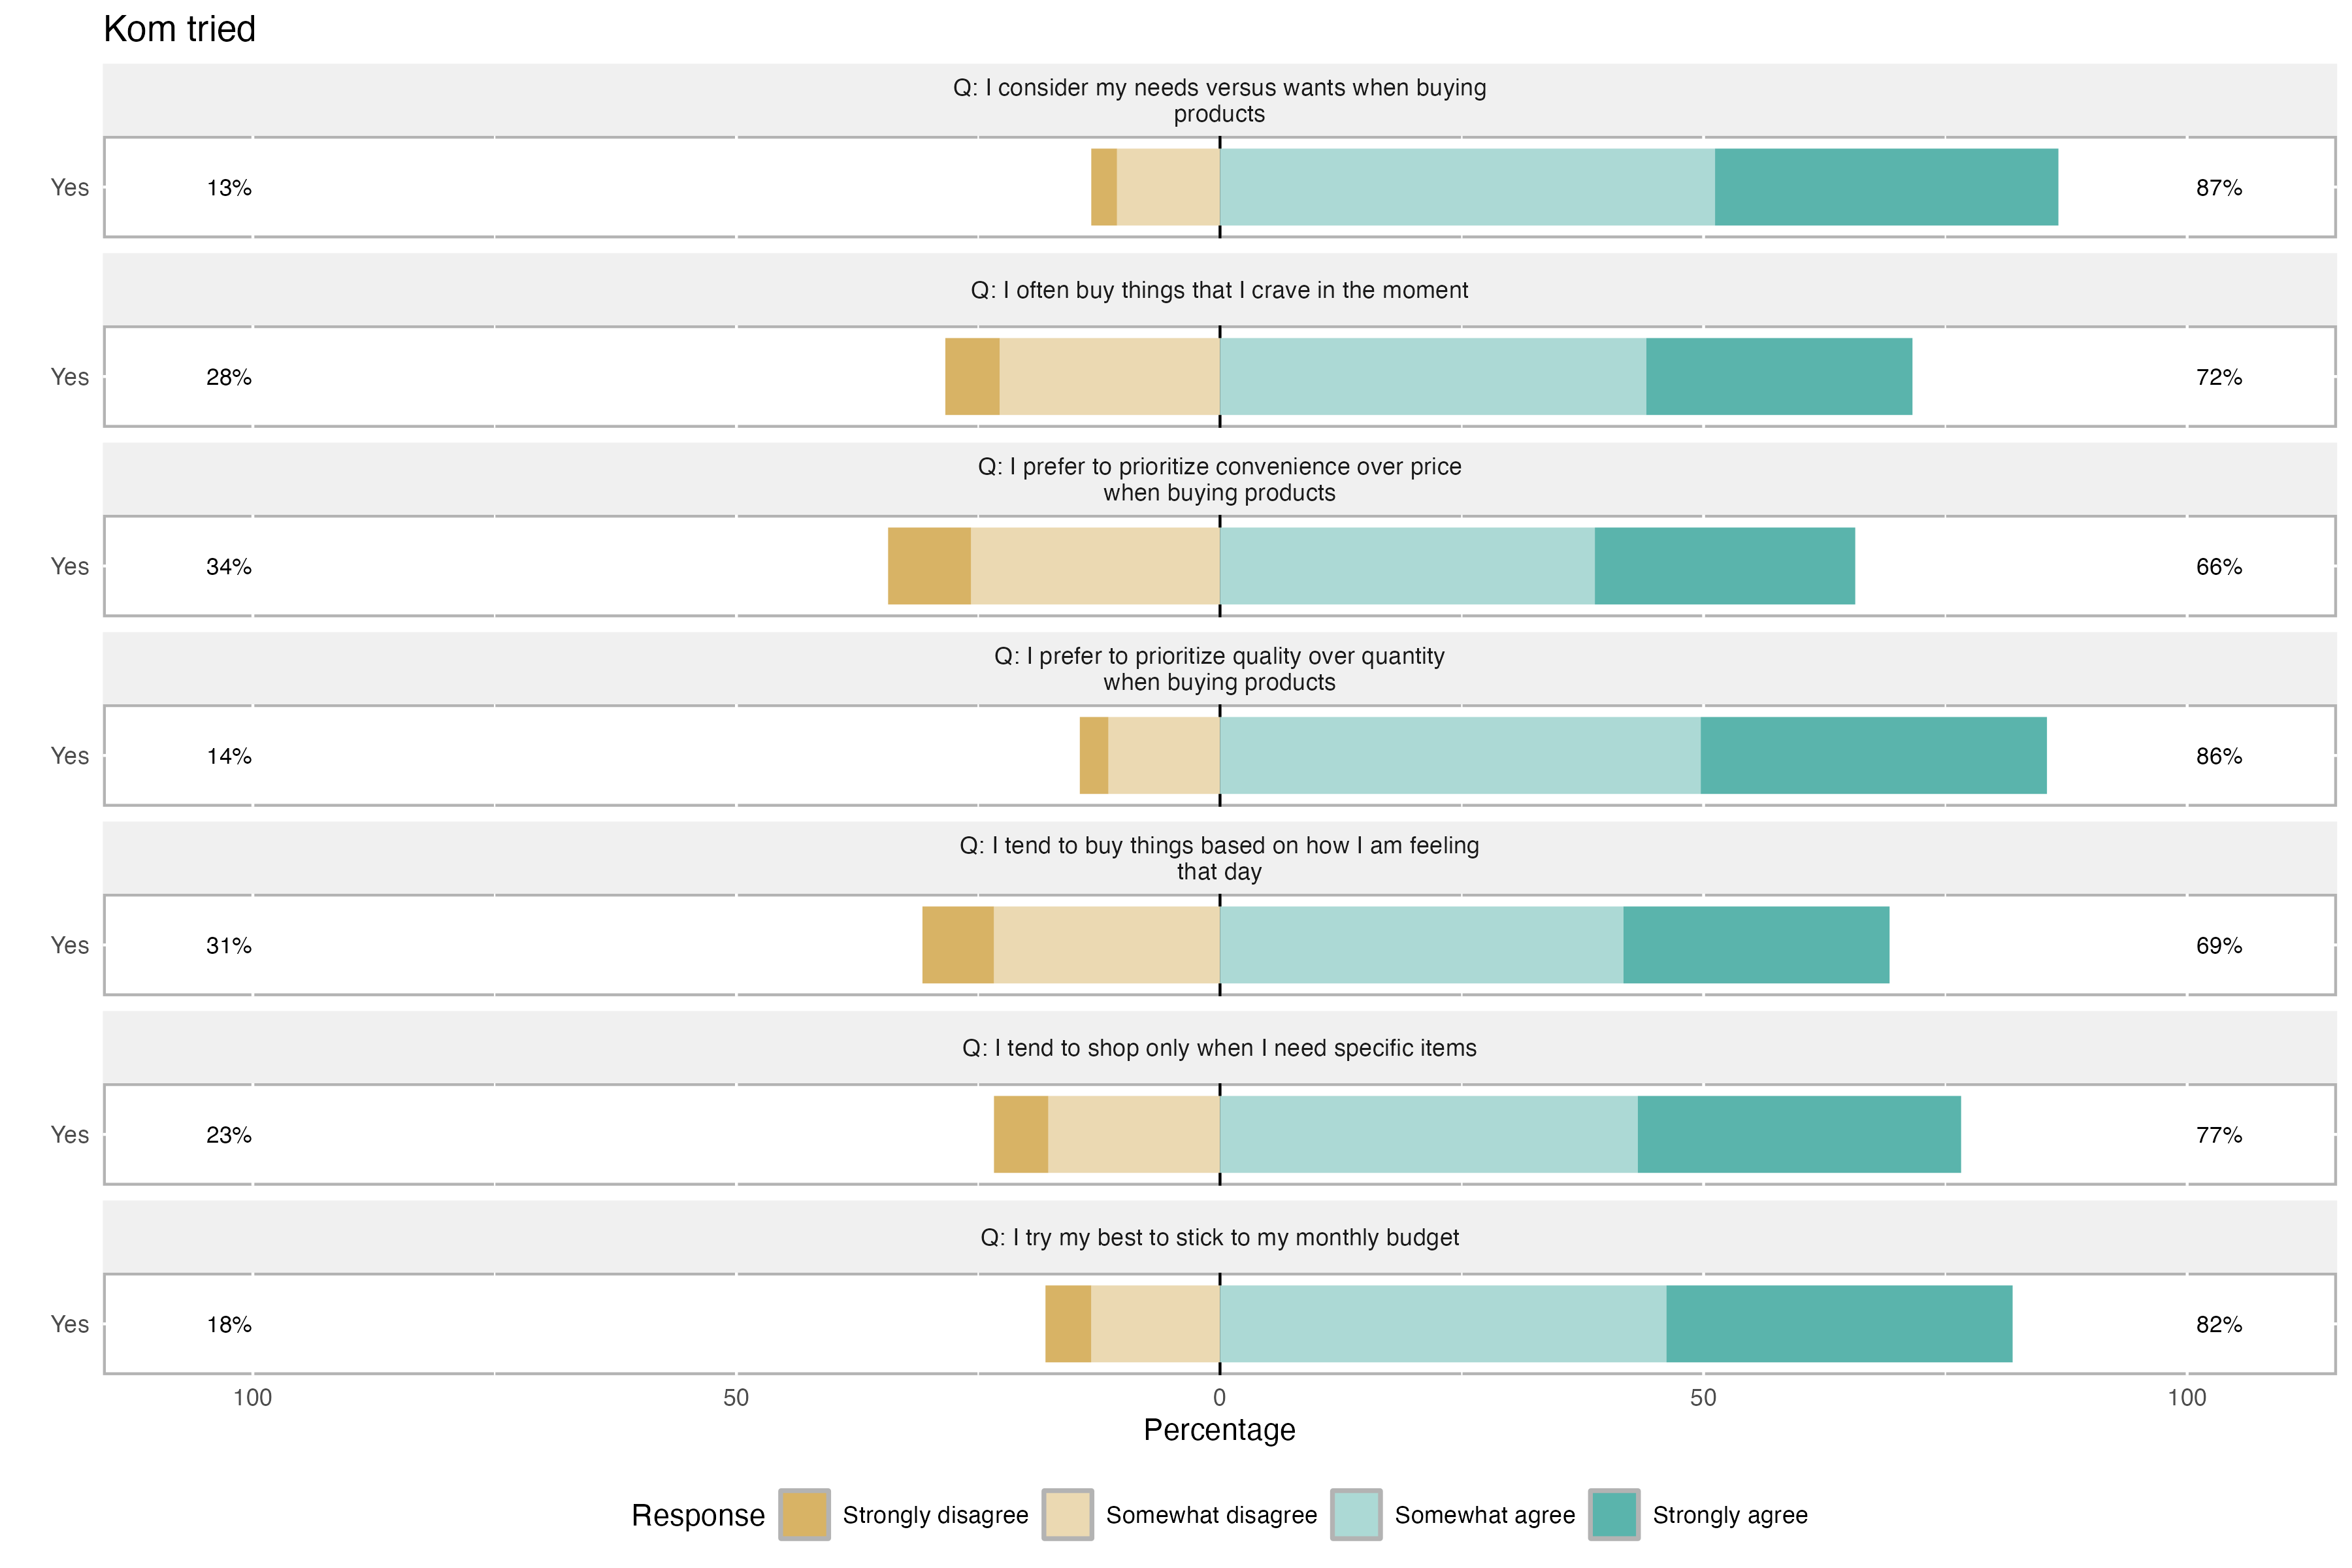 Kom tried
Q: I consider my needs versus wants when buying
products
Yes 13% 87%
Q: I often buy things that I crave in the moment
Yes 28% 72%
Q: I prefer to prioritize convenience over price
when buying products
Yes 34% 66%
Q: I prefer to prioritize quality over quantity
when buying products
Yes 14% 86%
Q: I tend to buy things based on how I am feeling
that day
Yes 31% 69%
Q: I tend to shop only when I need specific items
Yes 23% 77%
Q: I try my best to stick to my monthly budget
Yes 18% 82%
100 50 0 50 100
Percentage
Response Strongly disagree Somewhat disagree Somewhat agree Strongly agree